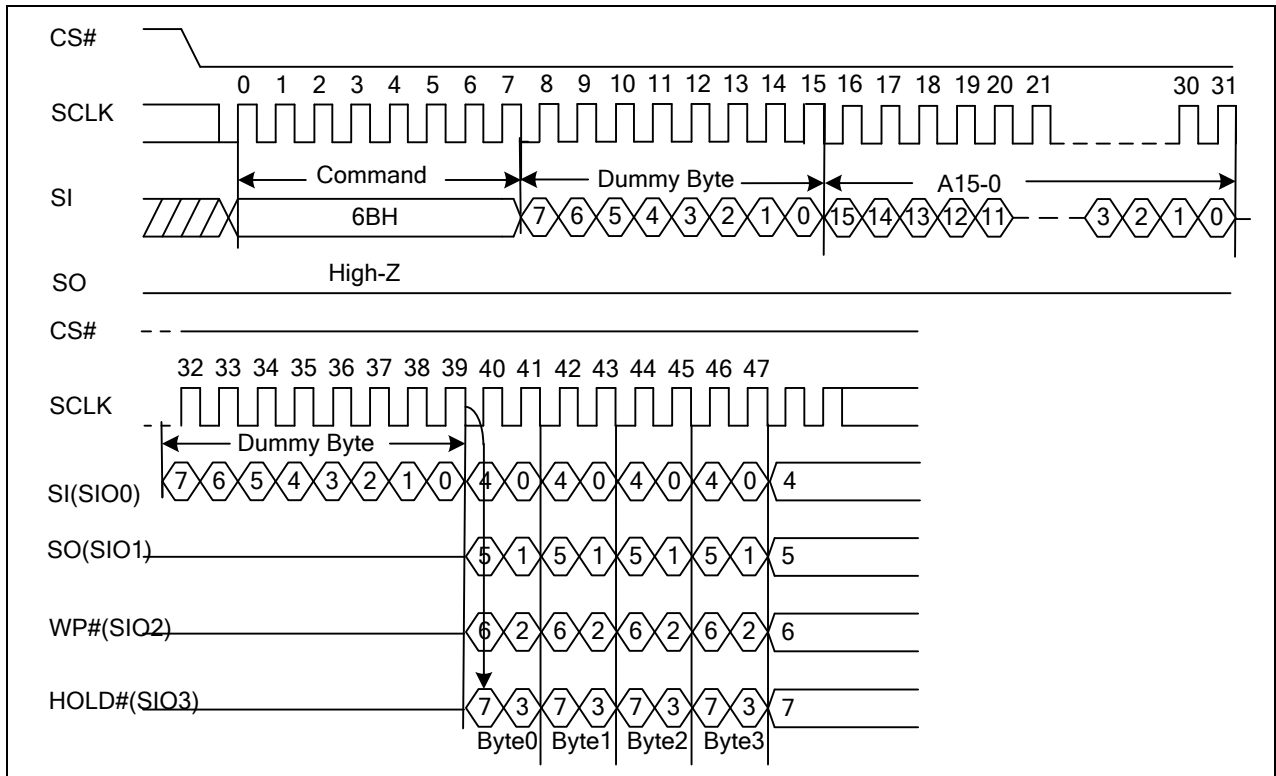 CS#
0 1 2 3 4 5 6 7 8 9 10 11 12 13 14 15 16 17 18 19 20 21 30 31
SCLK
Command Dummy Byte A15-0
SI
6BH 7 6 5 4 3 2 1 0 15 14 13 12 11 3 2 1 0
High-Z
SO
CS#
32 33 34 35 36 37 38 39 40 41 42 43 44 45 46 47
SCLK
Dummy Byte
SI(SIO0) 7 6 5 4 3 2 1 0 4 0 4 0 4 0 4 0 4
SO(SIO1) 5 1 5 1 5 1 5 1 5
WP#(SIO2) 6 2 6 2 6 2 6 2 6
HOLD#(SIO3) 7 3 7 3 7 3 7 3 7
Byte0 Byte1 Byte2 Byte3